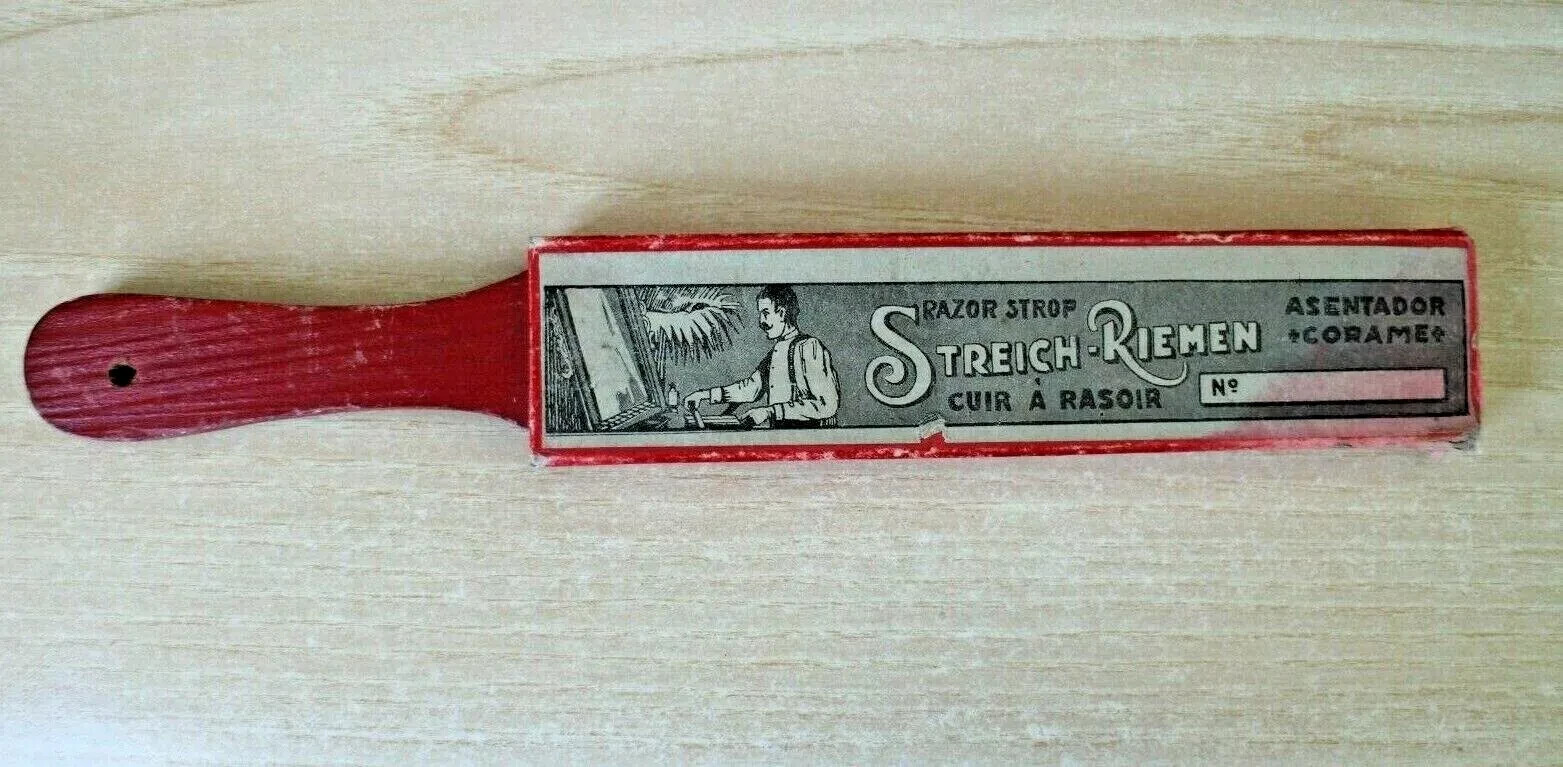 RAZOR STROP
STREICH-RIEMEN
CUIR À RASOIR
ASENTADOR
+CORAME+
Nº